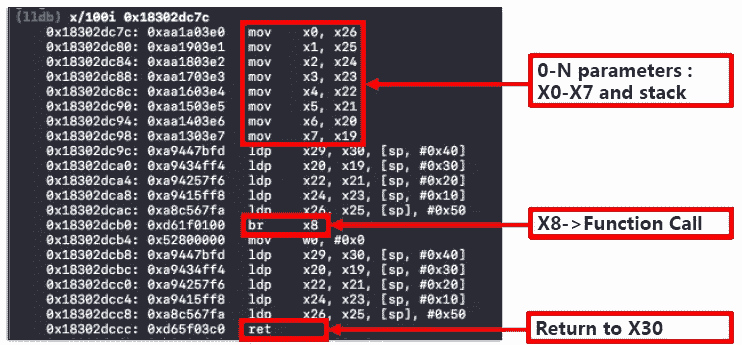 (lldb) x/100i 0x18302dc7c
0x18302dc7c: 0xaa1a03e0 mov x0, x26
0x18302dc80: 0xaa1903e1 mov x1, x25
0x18302dc84: 0xaa1803e2 mov x2, x24
0x18302dc88: 0xaa1703e3 mov x3, x23
0x18302dc8c: 0xaa1603e4 mov x4, x22
0x18302dc90: 0xaa1503e5 mov x5, x21
0x18302dc94: 0xaa1403e6 mov x6, x20
0x18302dc98: 0xaa1303e7 mov x7, x19
0x18302dc9c: 0xa9447bfd ldp x29, x30, [sp, #0x40]
0x18302dca0: 0xa9434ff4 ldp x20, x19, [sp, #0x30]
0x18302dca4: 0xa94257f6 ldp x22, x21, [sp, #0x20]
0x18302dca8: 0xa9415ff8 ldp x24, x23, [sp, #0x10]
0x18302dcac: 0xa8c567fa ldp x26, x25, [sp], #0x50
0x18302dcb0: 0xd61f0100 br x8
0x18302dcb4: 0x52800000 mov w0, #0x0
0x18302dcb8: 0xa9447bfd ldp x29, x30, [sp, #0x40]
0x18302dcbc: 0xa9434ff4 ldp x20, x19, [sp, #0x30]
0x18302dcc0: 0xa94257f6 ldp x22, x21, [sp, #0x20]
0x18302dcc4: 0xa9415ff8 ldp x24, x23, [sp, #0x10]
0x18302dcc8: 0xa8c567fa ldp x26, x25, [sp], #0x50
0x18302dccc: 0xd65f03c0 ret
0-N parameters :
X0-X7 and stack
X8->Function Call
Return to X30